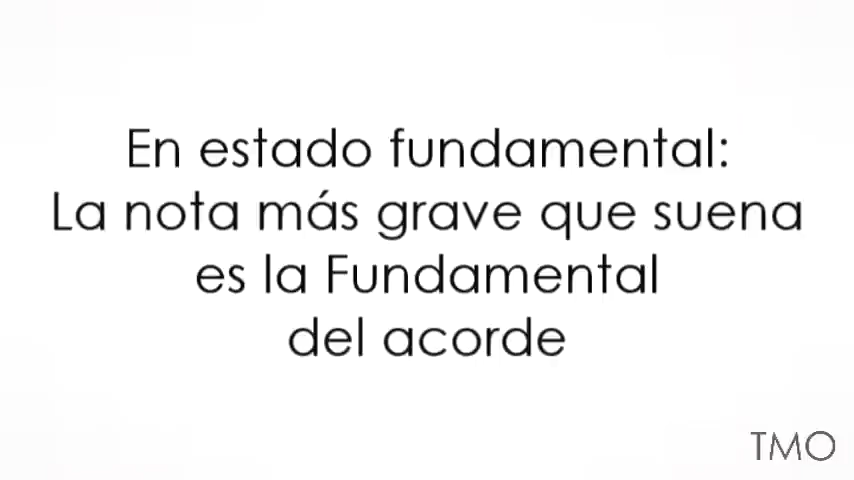 En estado fundamental:
La nota más grave que suena
es la Fundamental
del acorde
TMO